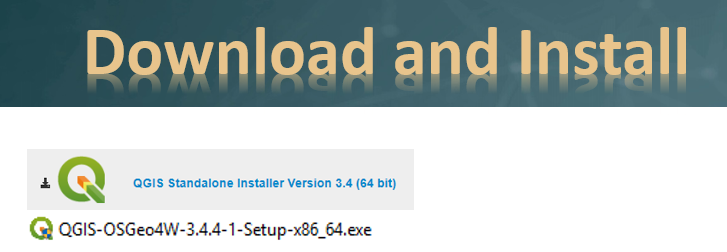 Download and Install
QGIS Standalone Installer Version 3.4 (64 bit)
QGIS-OSGeo4W-3.4.4-1-Setup-x86_64.exe